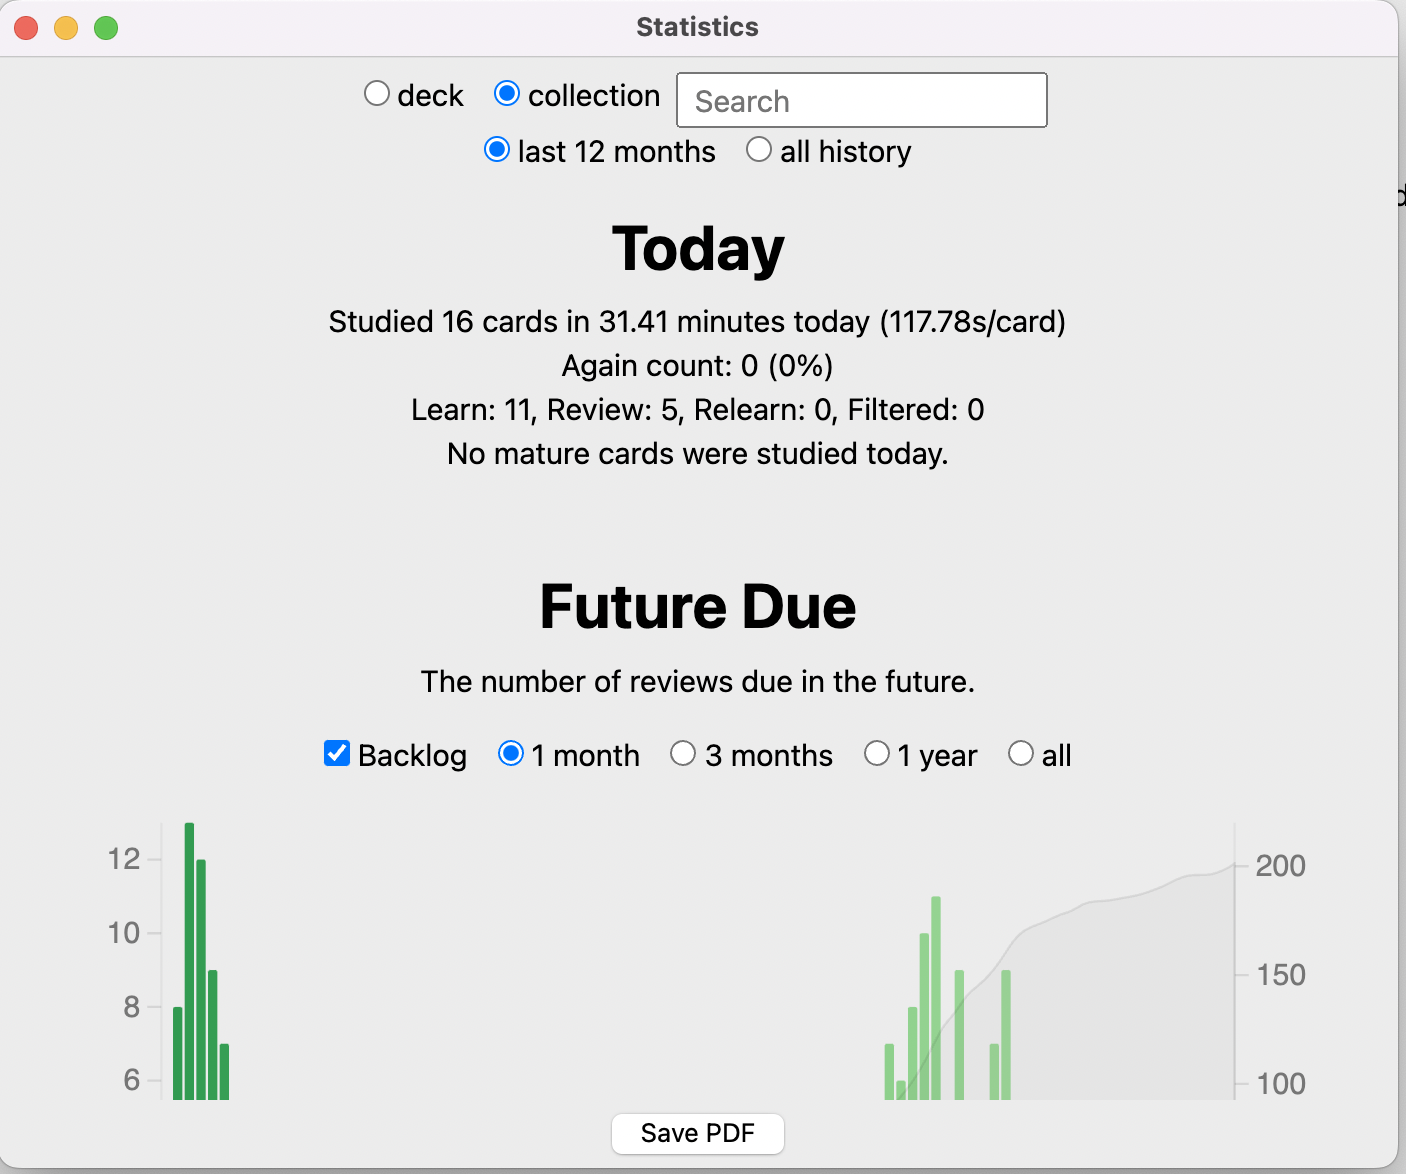 Statistics
deck collection Search
last 12 months all history
Today
Studied 16 cards in 31.41 minutes today (117.78s/card)
Again count: 0 (0%)
Learn: 11, Review: 5, Relearn: 0, Filtered: 0
No mature cards were studied today.
Future Due
The number of reviews due in the future.
Backlog 1 month 3 months 1 year all
12 200
10
150
8
6 100
Save PDF